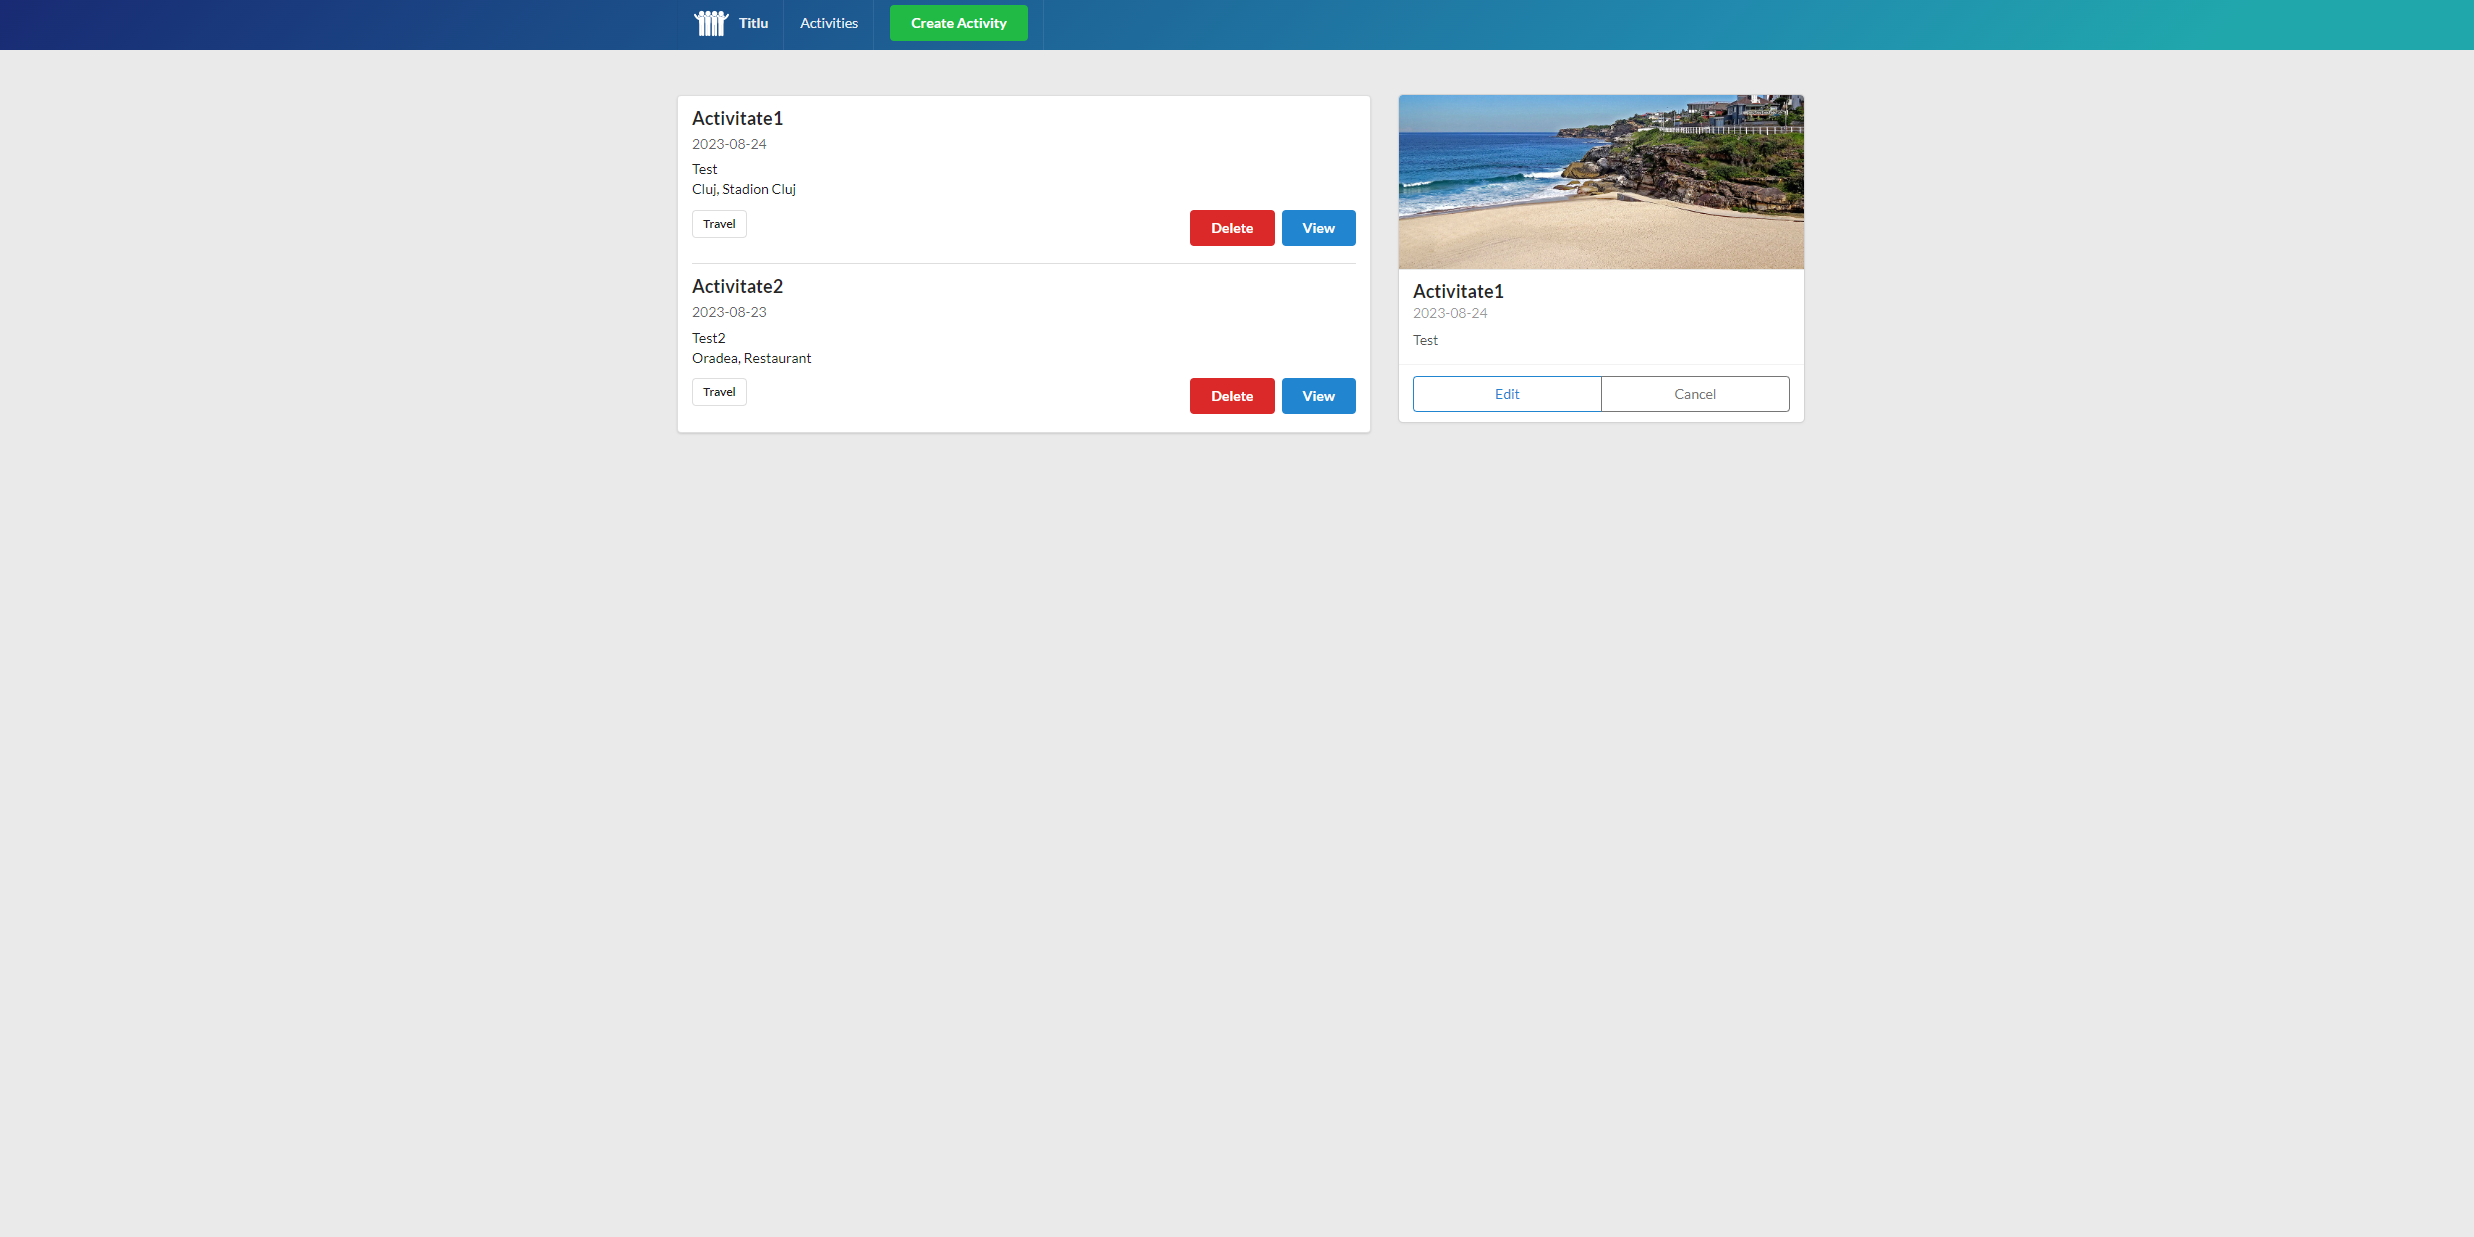 Titlu
Activities
Create Activity
Activitate1
2023-08-24
Test
Cluj, Stadion Cluj
Travel
Delete
View
Activitate2
2023-08-23
Test2
Oradea, Restaurant
Travel
Delete
View
Activitate1
2023-08-24
Test
Edit
Cancel